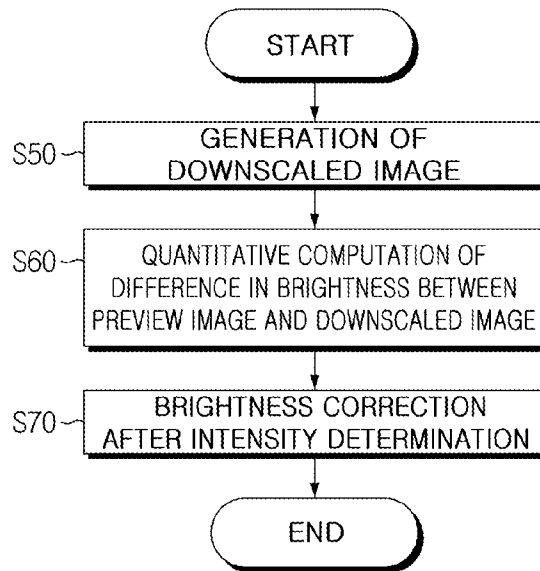 START
S50
GENERATION OF
DOWNSCALED IMAGE
S60
QUANTITATIVE COMPUTATION OF
DIFFERENCE IN BRIGHTNESS BETWEEN
PREVIEW IMAGE AND DOWNSCALED IMAGE
S70
BRIGHTNESS CORRECTION
AFTER INTENSITY DETERMINATION
END